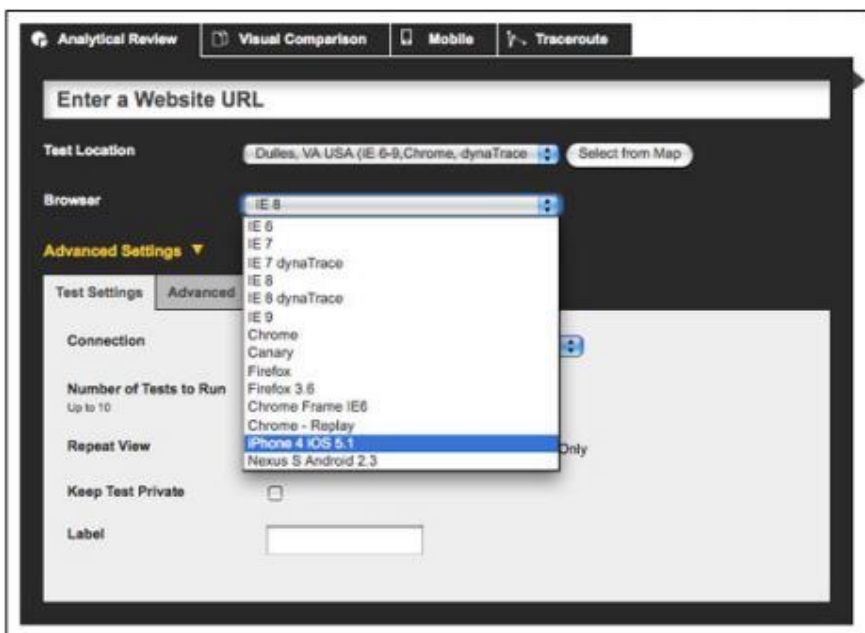 Analytical Review Visual Comparison Mobile Traceroute
Enter a Website URL
Test Location Dulles, VA USA (IE 6-9,Chrome, dynaTrace Select from Map
Browser IE 8
IE 6
IE 7
Advanced Settings ▼
IE 7 dynaTrace
IE 8
Test Settings Advanced
IE 8 dynaTrace
IE 9
Connection
Chrome
Canary
Firefox
Number of Tests to Run
Firefox 3.6
Up to 10
Chrome Frame IE6
Chrome - Replay
Repeat View
iPhone 4 iOS 5.1
Only
Nexus S Android 2.3
Keep Test Private
Label